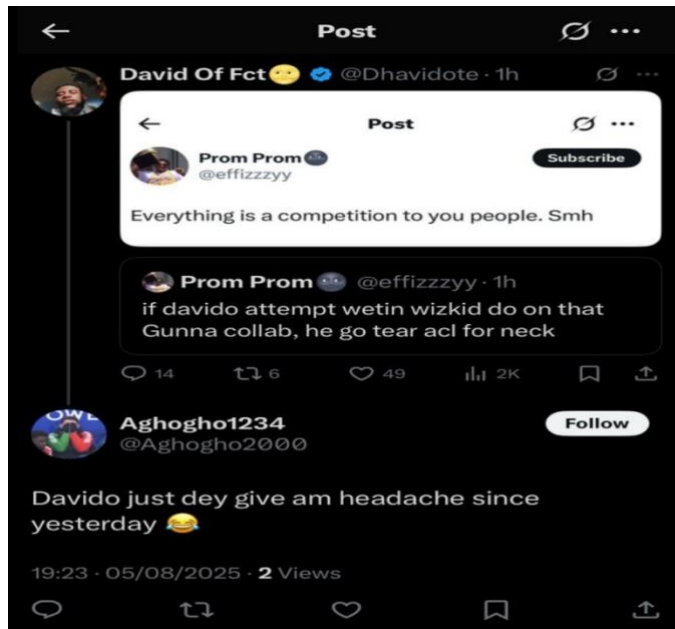 Post
David Of Fct🌝 @Dhavidote · 1h
Post
Prom Prom🌚
@effizzzyy
Subscribe
Everything is a competition to you people. Smh
Prom Prom🌚 @effizzzyy · 1h
if davido attempt wetin wizkid do on that
Gunna collab, he go tear acl for neck
14 6 49 2K
OWE
Aghogho1234
@Aghogho2000
Follow
Davido just dey give am headache since
yesterday 😂
19:23 · 05/08/2025 · 2 Views